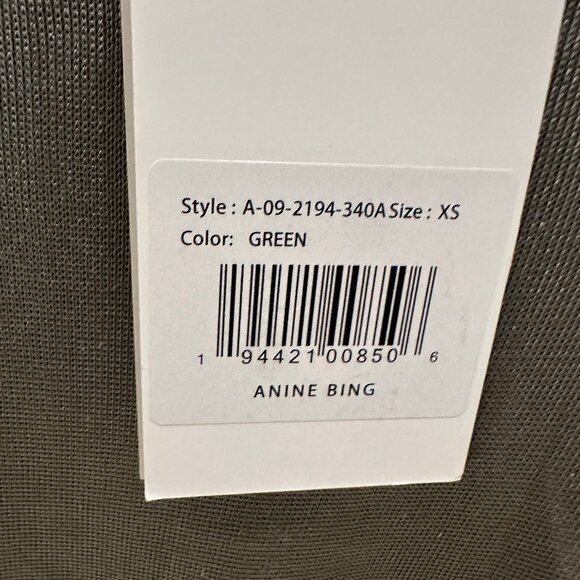 Style : A-09-2194-340A Size : XS
Color: GREEN
1 94421 00850 6
ANINE BING